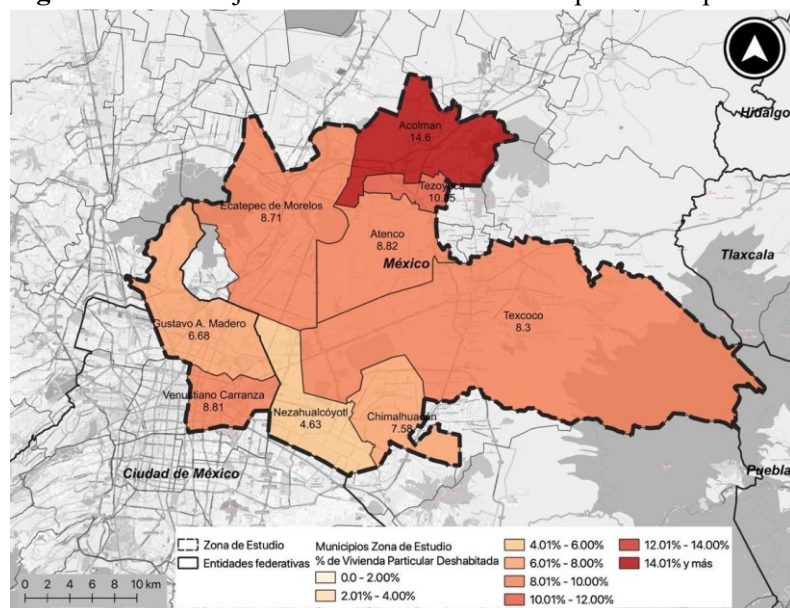 Acolman
14.6
Hidalgo
Tezoyuca
Ecatepec de Morelos
8.71
Atenco
8.82
México
Tlaxcala
Texcoco
8.3
Gustavo A. Madero
6.68
Venustiano Carranza
8.81
Nezahualcóyotl
4.63
Chimalhuacán
7.58
Ciudad de México
Puebla
Zona de Estudio
Entidades federativas
0 2 4 6 8 10 km
Municipios Zona de Estudio
% de Vivienda Particular Deshabitada
0.0 - 2.00%
2.01% - 4.00%
4.01% - 6.00%
6.01% - 8.00%
8.01% - 10.00%
10.01% - 12.00%
12.01% - 14.00%
14.01% y más